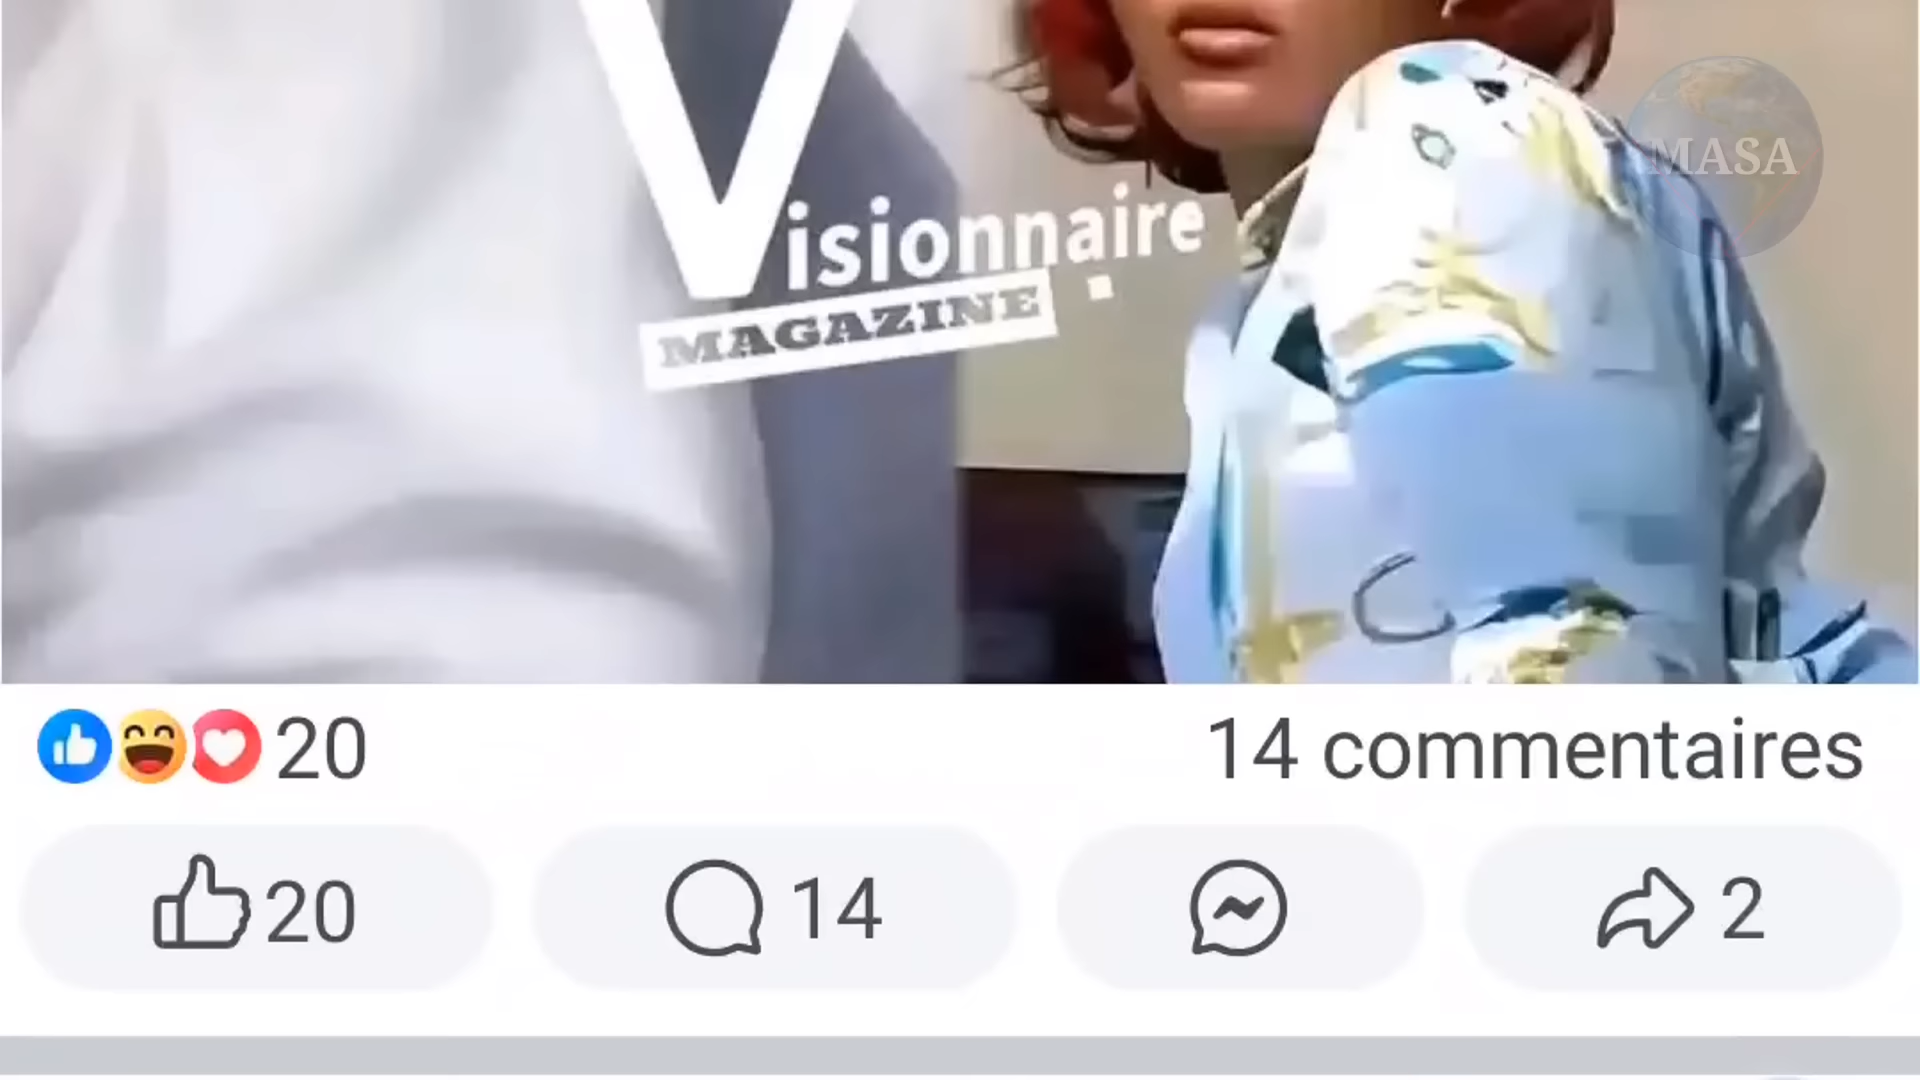 Visionnaire
MAGAZINE
MASA
20
14 commentaires
20
14
2